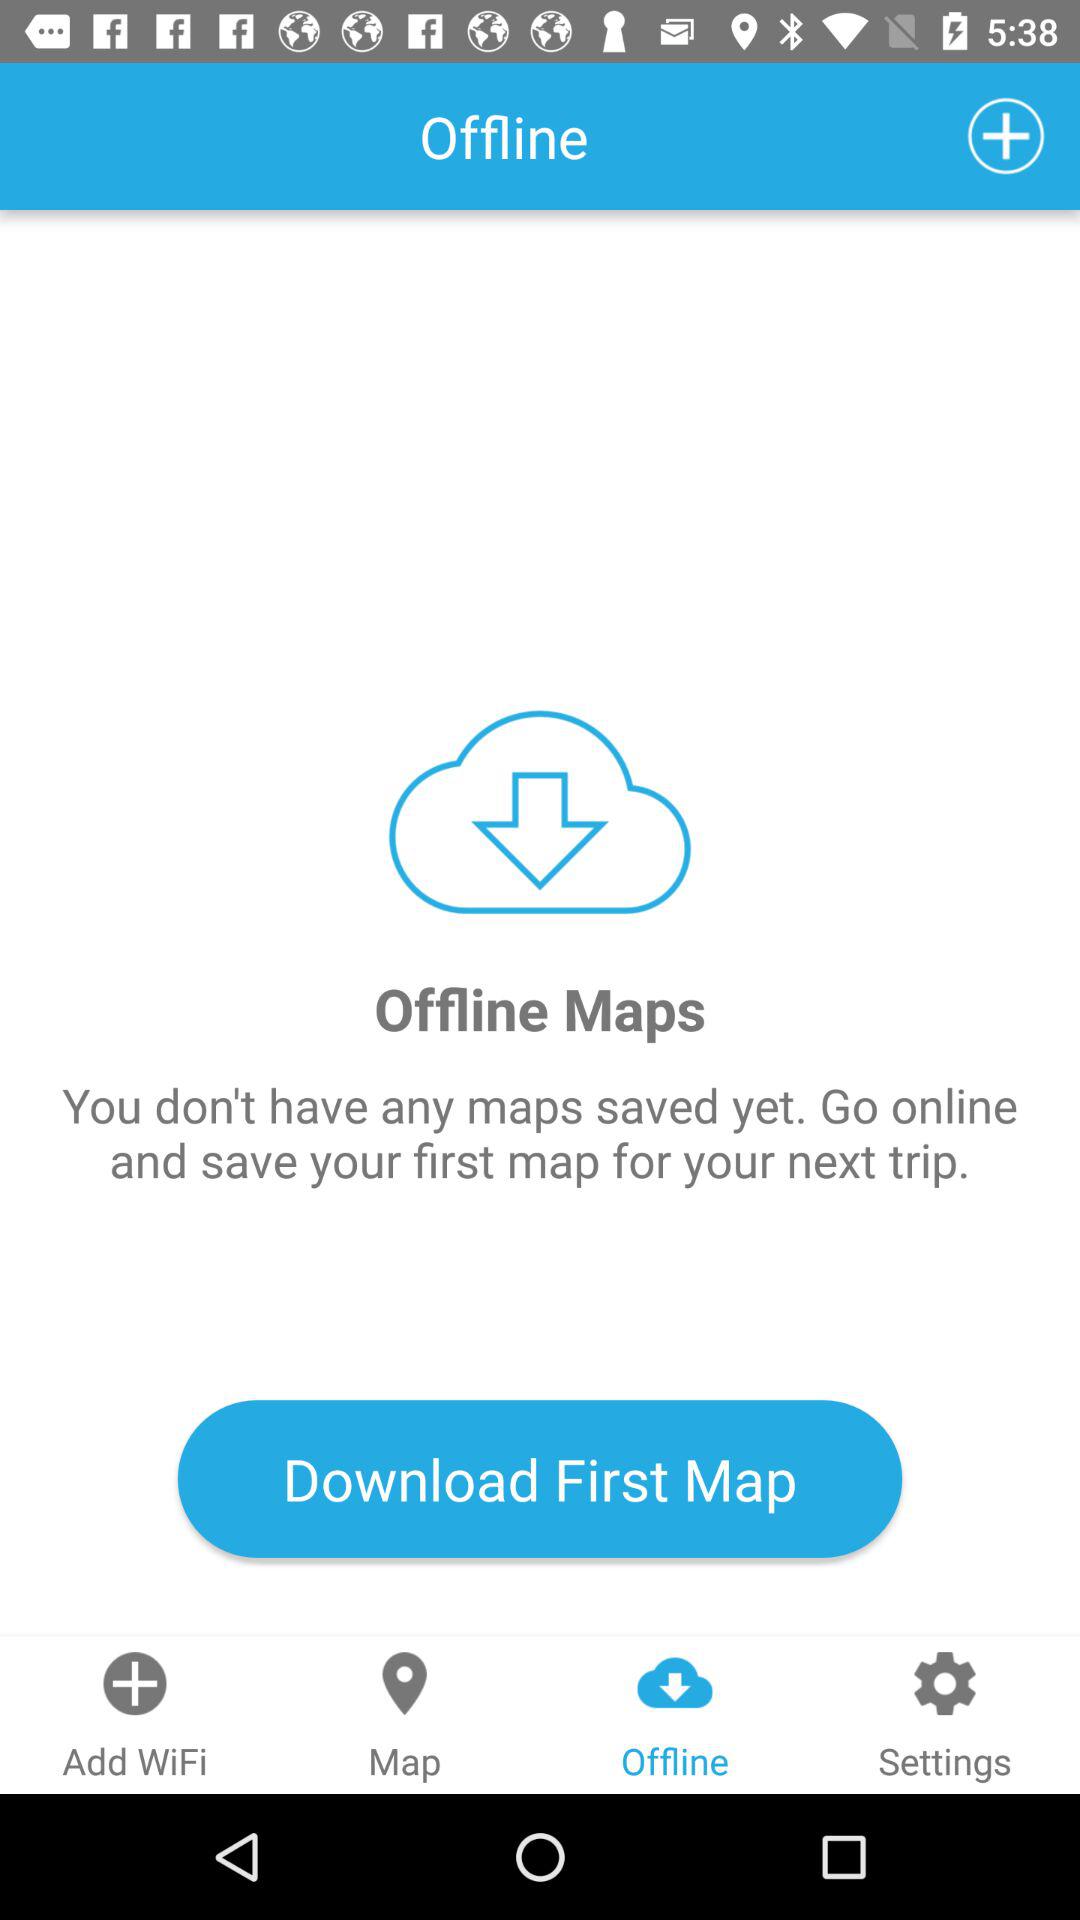 5:38
Offline
Offline Maps
You don't have any maps saved yet. Go online
and save your first map for your next trip.
Download First Map
Add WiFi
Map
Offline
Settings